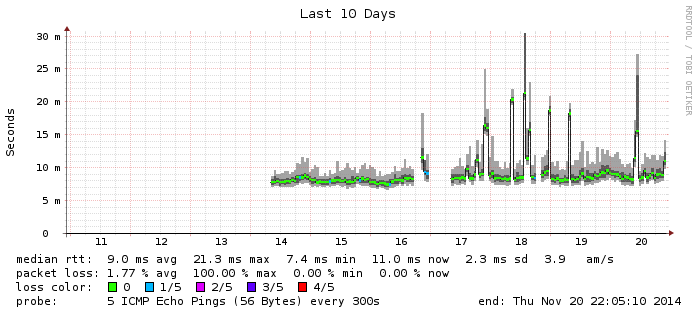 Last 10 Days
RRDTOOL / TOBI OETIKER
Seconds
30 m
25 m
20 m
15 m
10 m
5 m
0
11 12 13 14 15 16 17 18 19 20
median rtt: 9.0 ms avg 21.3 ms max 7.4 ms min 11.0 ms now 2.3 ms sd 3.9 am/s
packet loss: 1.77 % avg 100.00 % max 0.00 % min 0.00 % now
loss color: 0 1/5 2/5 3/5 4/5
probe: 5 ICMP Echo Pings (56 Bytes) every 300s end: Thu Nov 20 22:05:10 2014